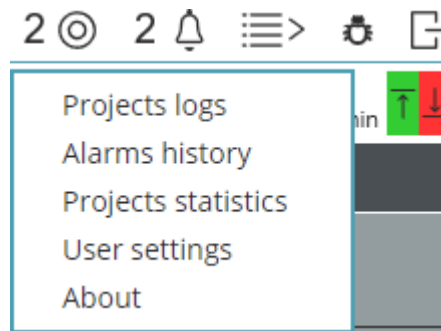 2 2
Projects logs
Alarms history
Projects statistics
User settings
About